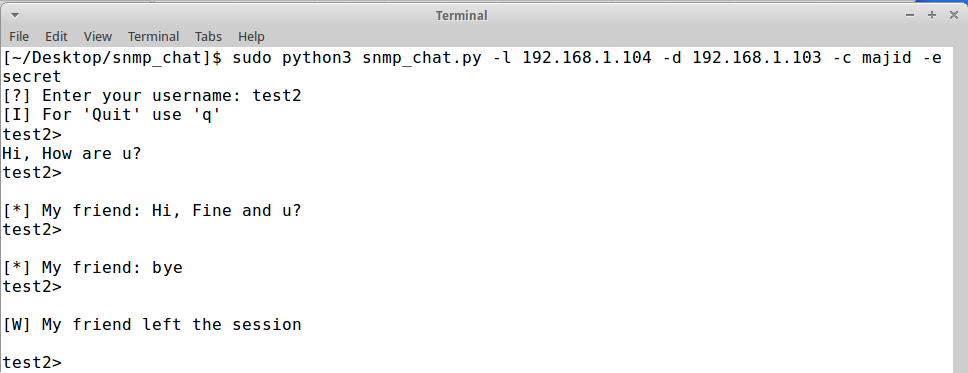 Terminal
File Edit View Terminal Tabs Help
[~/Desktop/snmp_chat]$ sudo python3 snmp_chat.py -l 192.168.1.104 -d 192.168.1.103 -c majid -e
secret
[?] Enter your username: test2
[I] For 'Quit' use 'q'
test2>
Hi, How are u?
test2>
[*] My friend: Hi, Fine and u?
test2>
[*] My friend: bye
test2>
[W] My friend left the session
test2>